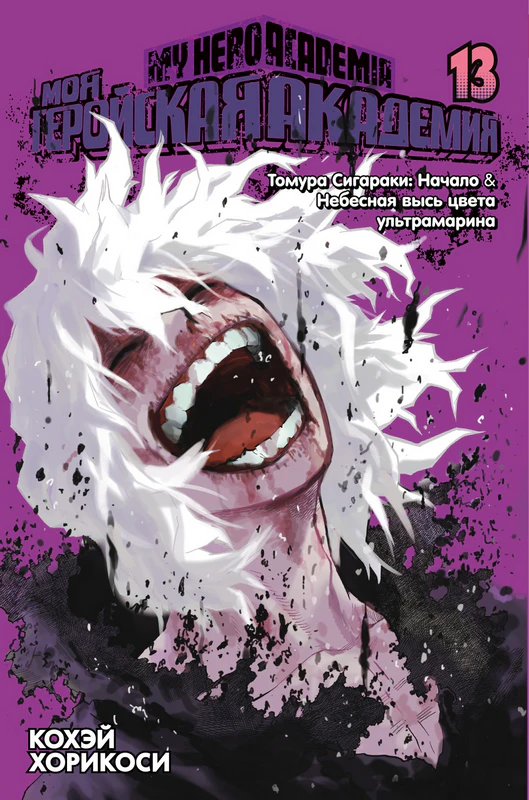 MY HERO ACADEMIA
13
МОЯ
ГЕРОЙСКАЯ АКАДЕМИЯ
Томура Сигараки: Начало &
Небесная высь цвета
ультрамарина
КОХЭЙ
ХОРИКОСИ